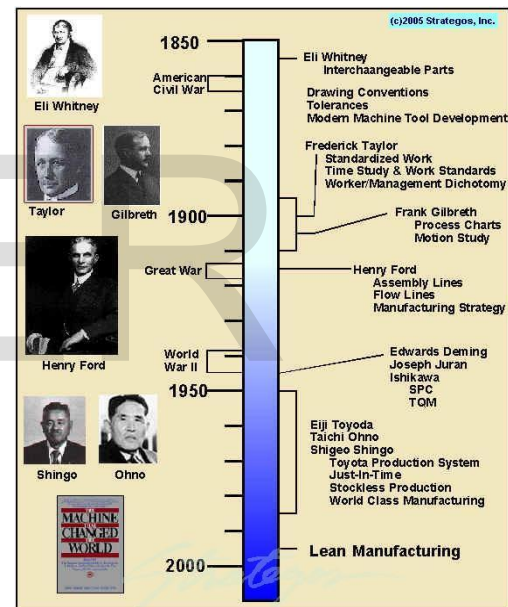 (c)2005 Strategos, Inc.
1850
Eli Whitney
Interchaangeable Parts
American
Civil War
Eli Whitney
Drawing Conventions
Tolerances
Modern Machine Tool Development
Frederick Taylor
Standardized Work
Time Study & Work Standards
Worker/Management Dichotomy
Taylor
Gilbreth
1900
Frank Gilbreth
Process Charts
Motion Study
Great War
Henry Ford
Assembly Lines
Flow Lines
Manufacturing Strategy
Henry Ford
World
War II
Edwards Deming
Joseph Juran
Ishikawa
SPC
TQM
1950
Eiji Toyoda
Taichi Ohno
Shigeo Shingo
Toyota Production System
Just-In-Time
Stockless Production
World Class Manufacturing
Shingo
Ohno
THE
MACHINE
THAT
CHANGED
THE
WORLD
Lean Manufacturing
2000
Strategos